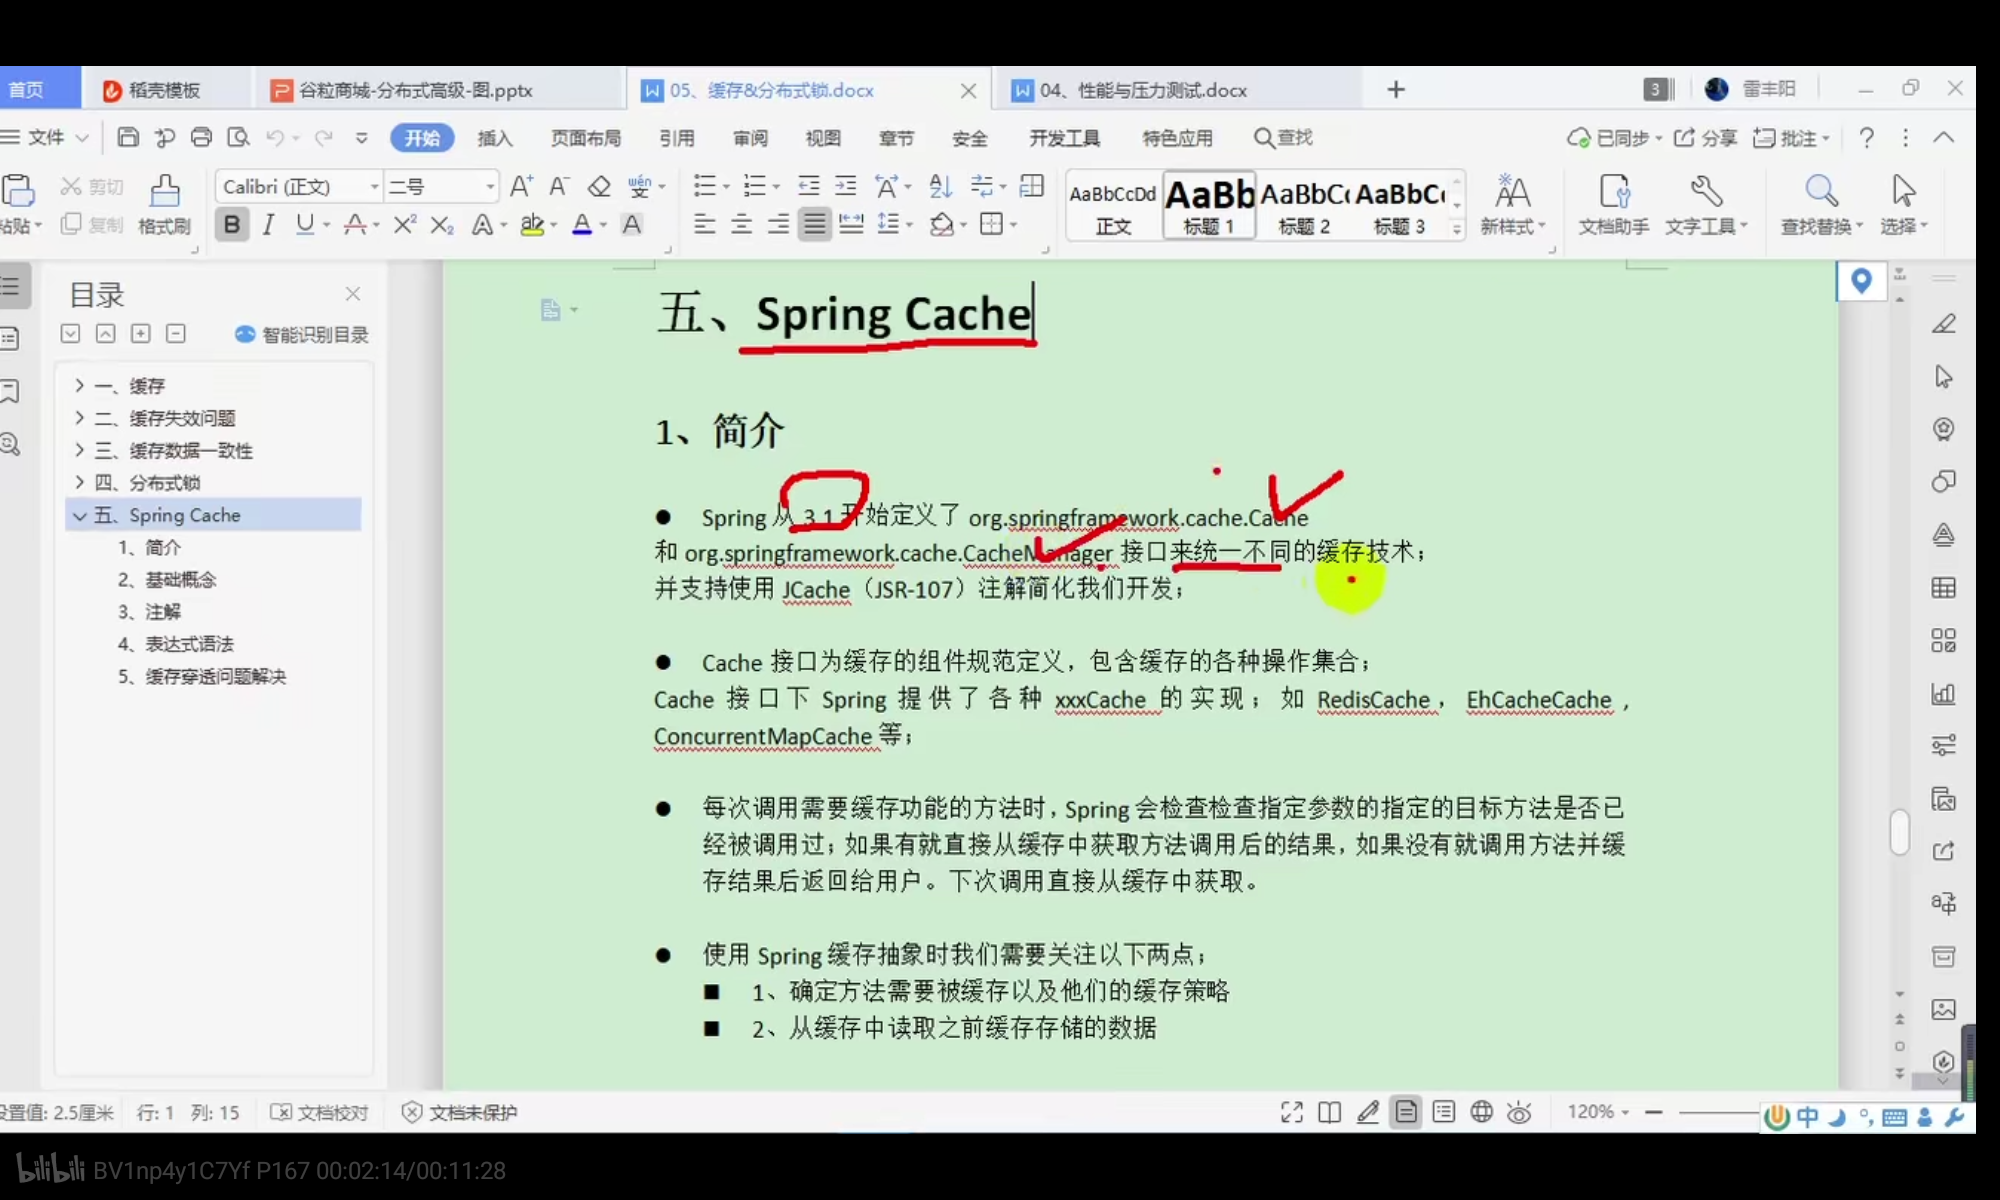 首页
稻壳模板
谷粒商城-分布式高级-图.pptx
05、缓存&分布式锁.docx
04、性能与压力测试.docx
3
雷丰阳
文件
开始
插入
页面布局
引用
审阅
视图
章节
安全
开发工具
特色应用
查找
已同步
分享
批注
粘贴
剪切
复制
格式刷
Calibri (正文)
二号
AaBbCcDd
正文
AaBb
标题 1
AaBbC
标题 2
AaBbC
标题 3
新样式
文档助手
文字工具
查找替换
选择
目录
智能识别目录
一、缓存
二、缓存失效问题
三、缓存数据一致性
四、分布式锁
五、Spring Cache
1、简介
2、基础概念
3、注解
4、表达式语法
5、缓存穿透问题解决
五、Spring Cache
1、简介
● Spring 从 3.1 开始定义了 org.springframework.cache.Cache
和 org.springframework.cache.CacheManager 接口来统一不同的缓存技术；
并支持使用 JCache（JSR-107）注解简化我们开发；
● Cache 接口为缓存的组件规范定义，包含缓存的各种操作集合；
Cache 接口下 Spring 提供了各种 xxxCache 的实现；如 RedisCache，EhCacheCache ,
ConcurrentMapCache 等；
● 每次调用需要缓存功能的方法时，Spring 会检查检查指定参数的指定的目标方法是否已
经被调用过；如果有就直接从缓存中获取方法调用后的结果，如果没有就调用方法并缓
存结果后返回给用户。下次调用直接从缓存中获取。
● 使用 Spring 缓存抽象时我们需要关注以下两点；
■ 1、确定方法需要被缓存以及他们的缓存策略
■ 2、从缓存中读取之前缓存存储的数据
设置值: 2.5厘米
行: 1
列: 15
文档校对
文档未保护
120%
中
bilibili BV1np4y1C7Yf P167 00:02:14/00:11:28